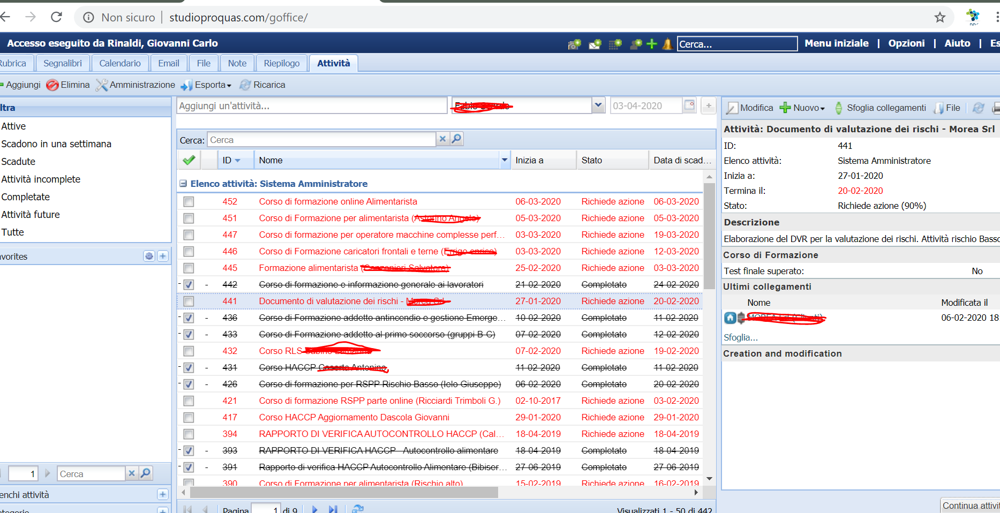 Non sicuro | studioproquas.com/goffice/
Accesso eseguito da Rinaldi, Giovanni Carlo
Cerca...
Menu iniziale | Opzioni | Aiuto | Es
Rubrica Segnalibri Calendario Email File Note Riepilogo Attività
Aggiungi Elimina Amministrazione Esporta Ricarica
ltra
Attive
Scadono in una settimana
Scadute
Attività incomplete
Completate
Attività future
Tutte
avorites
1 Cerca
enchi attività
ategorie
Aggiungi un'attività... 03-04-2020
Cerca: Cerca
ID Nome Inizia a Stato Data di scad...
Elenco attività: Sistema Amministratore
452 Corso di formazione online Alimentarista 06-03-2020 Richiede azione 06-03-2020
451 Corso di Formazione per alimentarista ( 05-03-2020 Richiede azione 05-03-2020
447 Corso di formazione per operatore macchine complesse perf... 03-03-2020 Richiede azione 19-03-2020
446 Corso di Formazione caricatori frontali e terne ( 03-03-2020 Richiede azione 12-03-2020
445 Formazione alimentarista ( 25-02-2020 Richiede azione 03-03-2020
- - 442 Corso di formazione e informazione generale ai lavoratori 21-02-2020 Completato 24-02-2020
441 Documento di valutazione dei rischi - 27-01-2020 Richiede azione 20-02-2020
- - 436 Corso di Formazione addetto antincendio e gestione Emerge... 10-02-2020 Completato 11-02-2020
- - 433 Corso di Formazione addetto al primo soccorso (gruppi B-C) 07-02-2020 Completato 12-02-2020
432 Corso RLS 07-02-2020 Richiede azione 19-02-2020
- - 431 Corso HACCP 11-02-2020 Completato 11-02-2020
- - 426 Corso di formazione per RSPP Rischio Basso (Ielo Giuseppe) 06-02-2020 Completato 20-02-2020
421 Corso di formazione RSPP parte online (Ricciardi Trimboli G.) 02-10-2017 Richiede azione 03-02-2020
417 Corso HACCP Aggiornamento Dascola Giovanni 29-01-2020 Richiede azione 29-01-2020
394 RAPPORTO DI VERIFICA AUTOCONTROLLO HACCP (Cal... 18-04-2019 Richiede azione 18-04-2019
- - 393 RAPPORTO DI VERIFICA HACCP - Autocontrollo alimentare 18-04-2019 Completato 18-04-2019
- - 391 Rapporto di verifica HACCP Autocontrollo Alimentare (Bibiser... 27-06-2019 Completato 27-06-2019
390 Corso di Formazione per alimentarista (Rischio alto) 15-02-2019 Richiede azione 16-02-2019
Pagina 1 di 9 Visualizzati 1 - 50 di 442
Modifica Nuovo Sfoglia collegamenti File
Attività: Documento di valutazione dei rischi - Morea Srl
ID: 441
Elenco attività: Sistema Amministratore
Inizia a: 27-01-2020
Termina il: 20-02-2020
Stato: Richiede azione (90%)
Descrizione
Elaborazione del DVR per la valutazione dei rischi. Attività rischio Basso
Corso di Formazione
Test finale superato: No
Ultimi collegamenti
Nome Modificata il
06-02-2020 18:
Sfoglia...
Creation and modification
Continua attivit